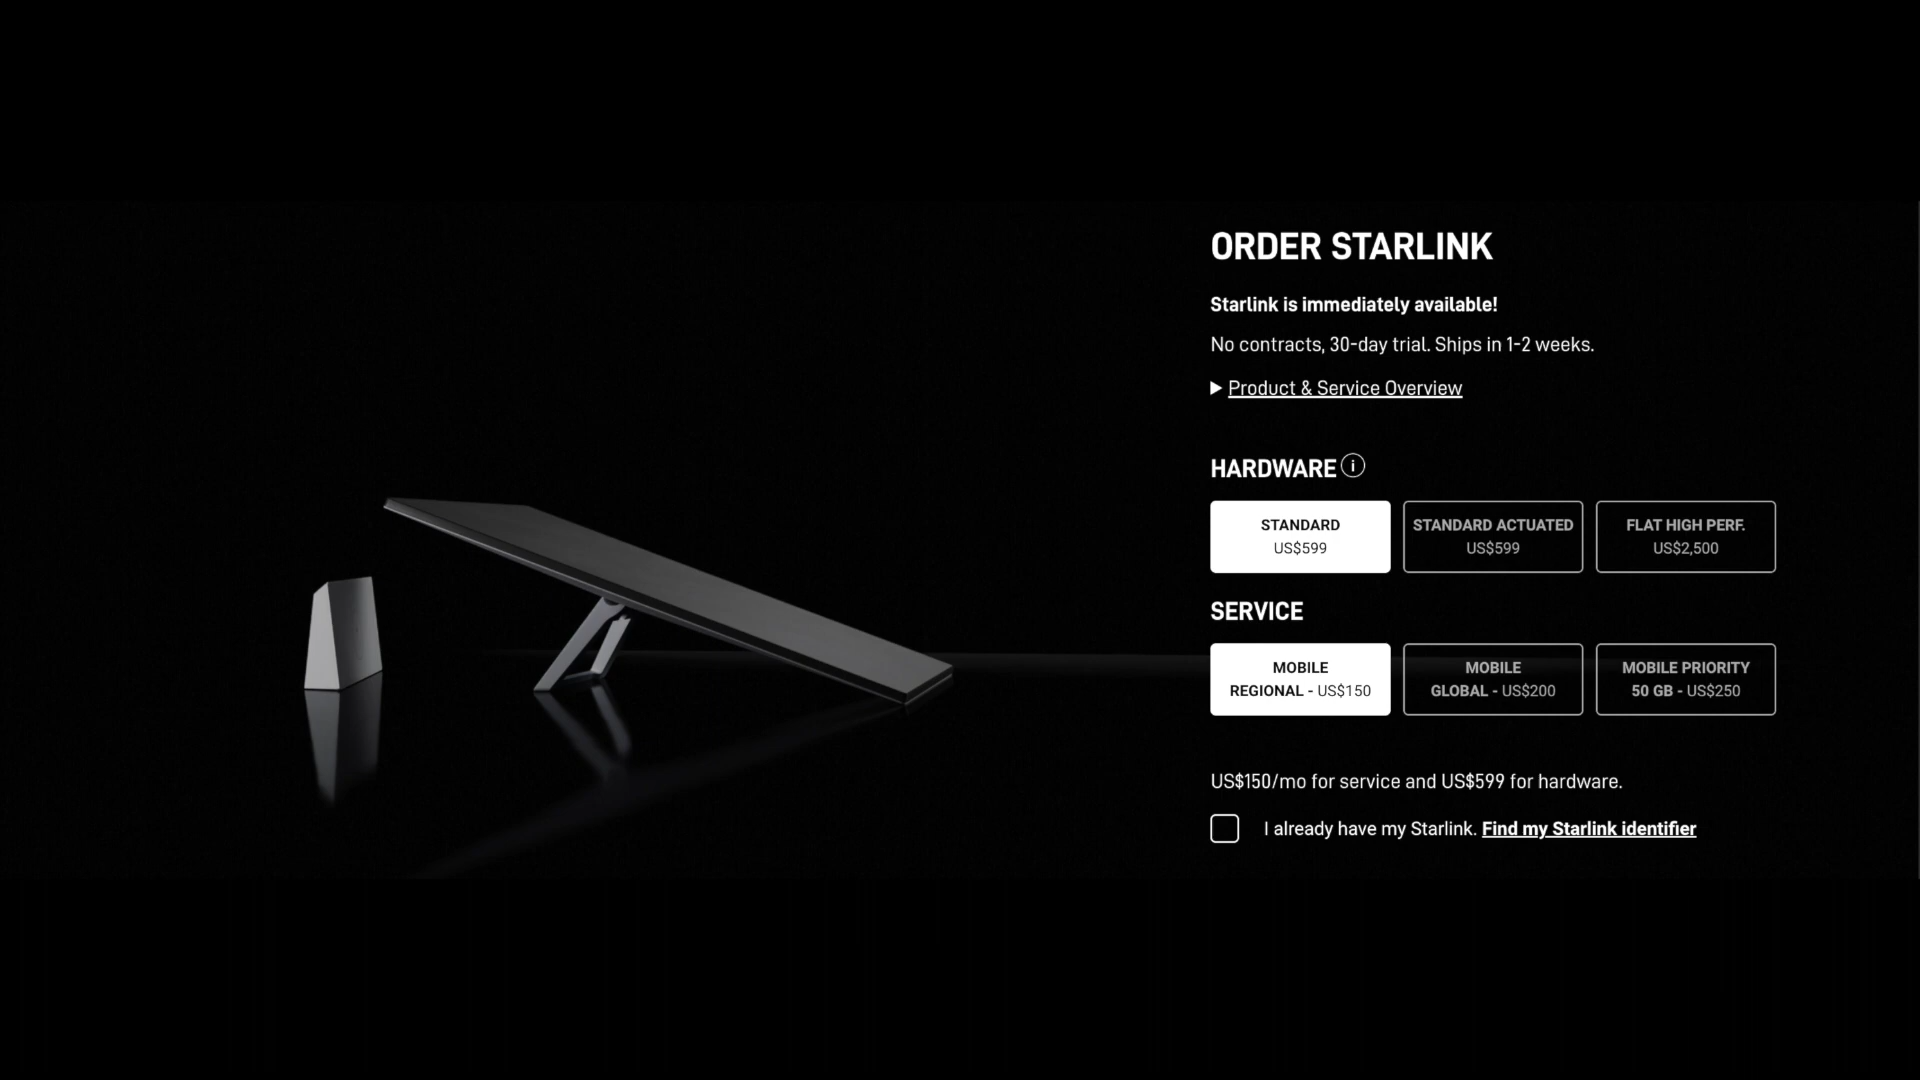 ORDER STARLINK
Starlink is immediately available!
No contracts, 30-day trial. Ships in 1-2 weeks.
Product & Service Overview
HARDWARE i
STANDARD
US$599
STANDARD ACTUATED
US$599
FLAT HIGH PERF.
US$2,500
SERVICE
MOBILE
REGIONAL - US$150
MOBILE
GLOBAL - US$200
MOBILE PRIORITY
50 GB - US$250
US$150/mo for service and US$599 for hardware.
I already have my Starlink. Find my Starlink identifier